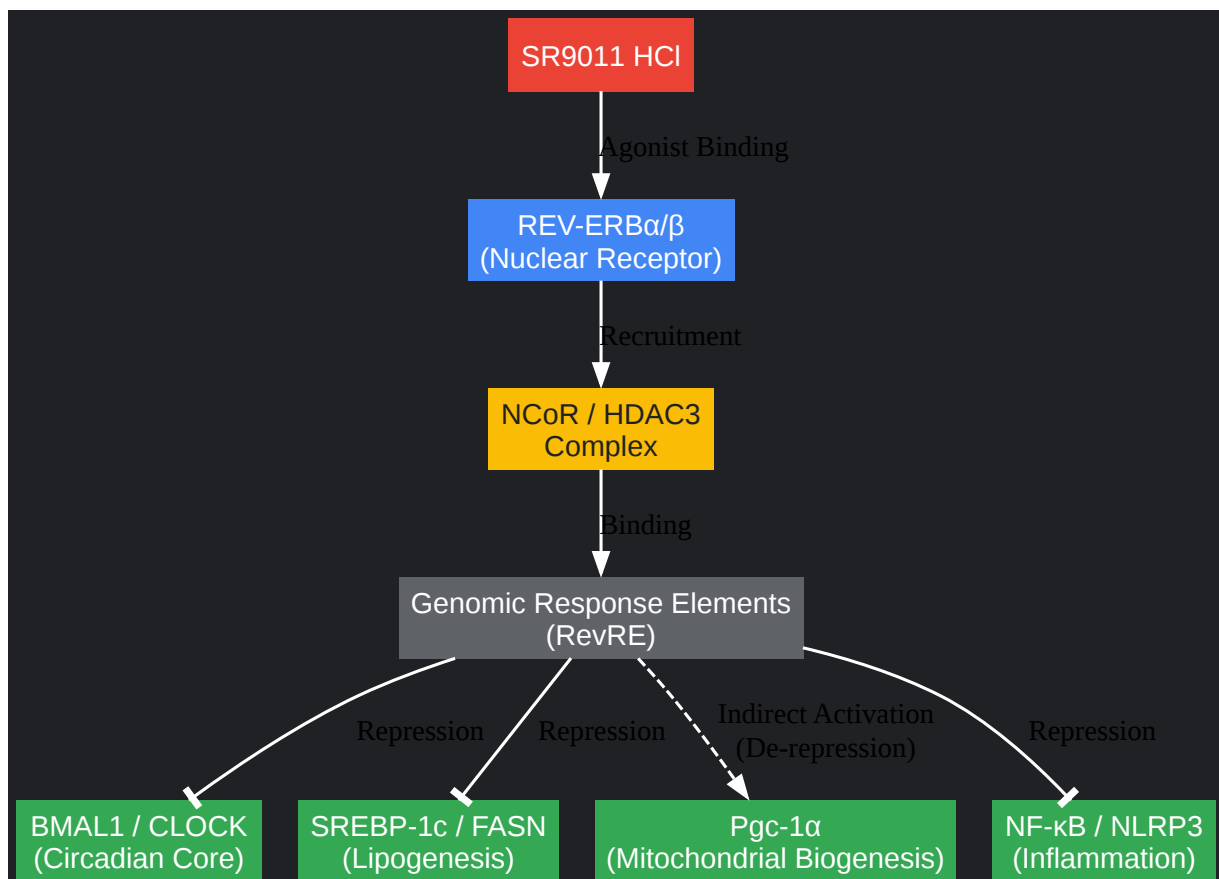 SR9011 HCl
Agonist Binding
REV-ERBα/β
(Nuclear Receptor)
Recruitment
NCoR / HDAC3
Complex
Binding
Genomic Response Elements
(RevRE)
Repression
Repression
Indirect Activation
(De-repression)
Repression
BMAL1 / CLOCK
(Circadian Core)
SREBP-1c / FASN
(Lipogenesis)
Pgc-1α
(Mitochondrial Biogenesis)
NF-κB / NLRP3
(Inflammation)